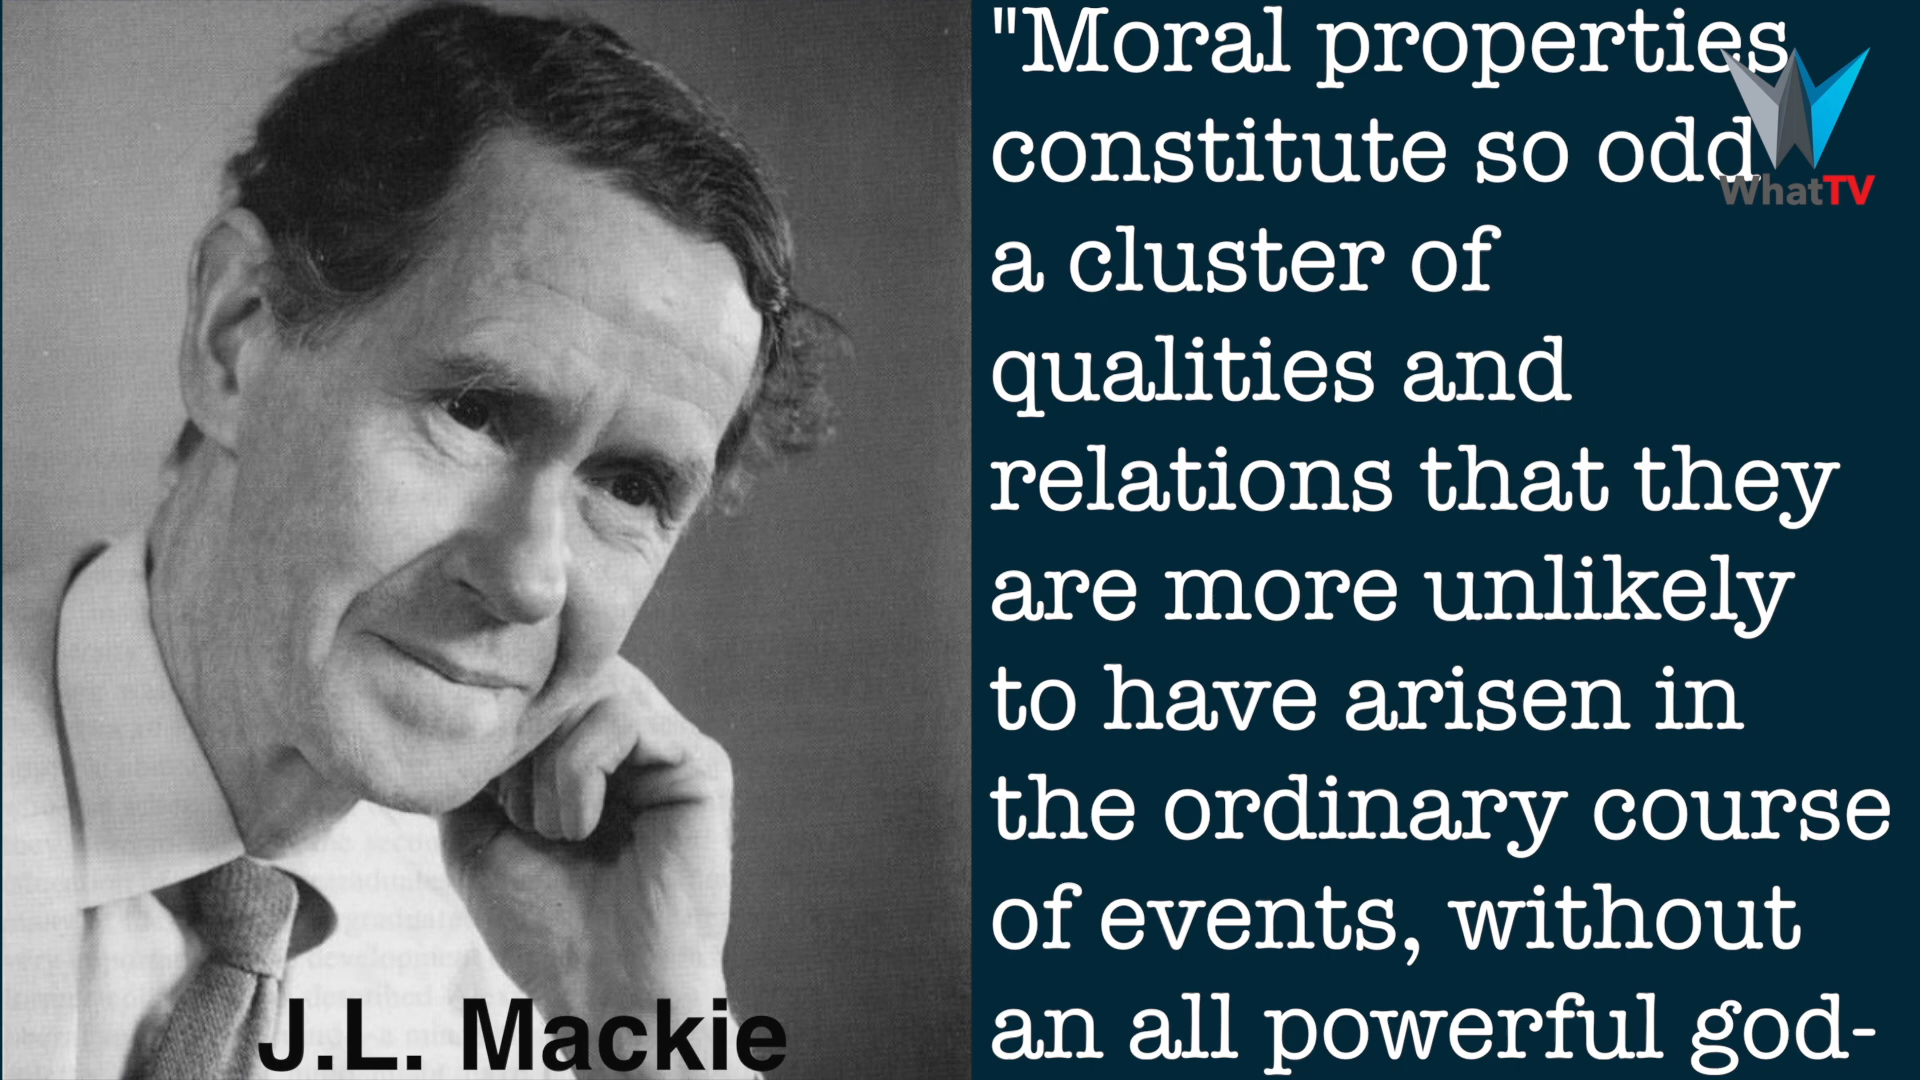 "Moral properties
constitute so odd
a cluster of
qualities and
relations that they
are more unlikely
to have arisen in
the ordinary course
of events, without
an all powerful god-
WhatTV
J.L. Mackie